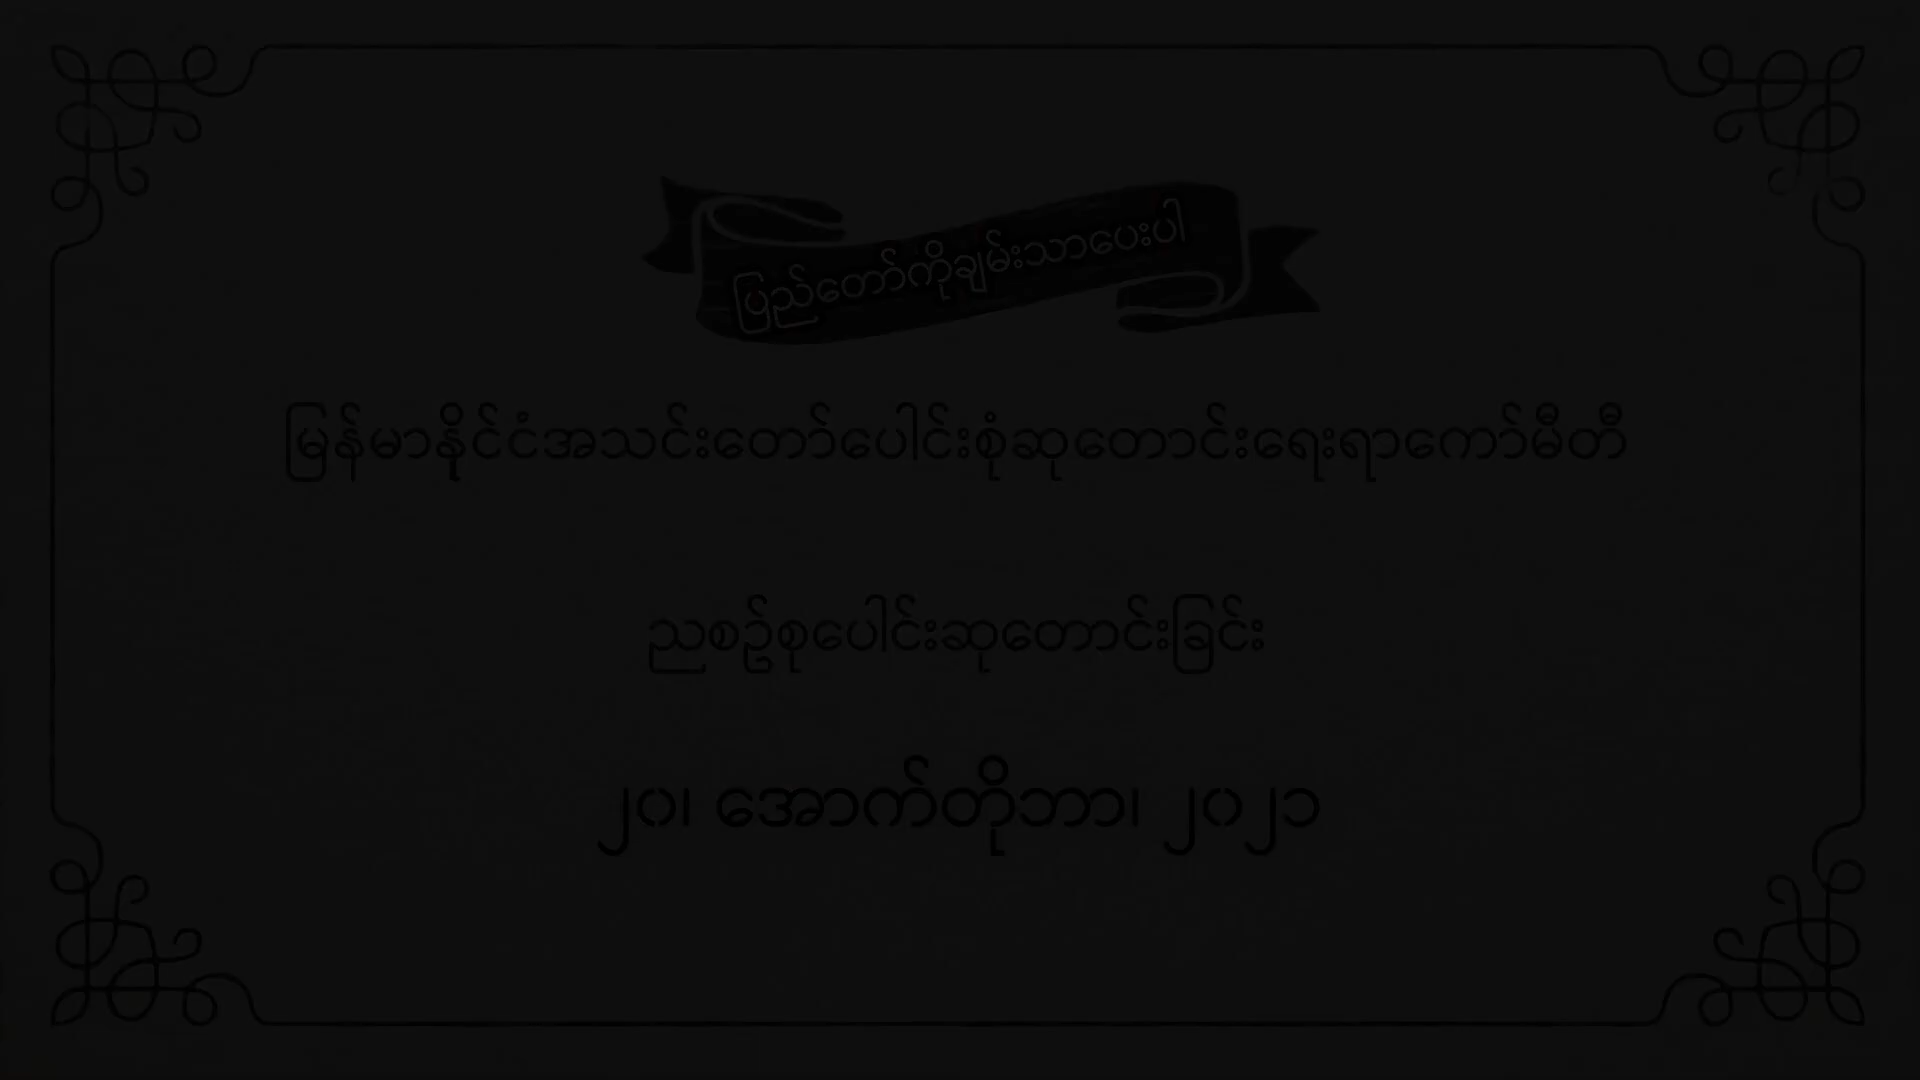 ပြည်တော်ကိုချမ်းသာပေးပါ
မြန်မာနိုင်ငံအသင်းတော်ပေါင်းစုံဆုတောင်းရေးရာကော်မီတီ
ညစဉ်စုပေါင်းဆုတောင်းခြင်း
၂၀၊ အောက်တိုဘာ၊ ၂၀၂၁